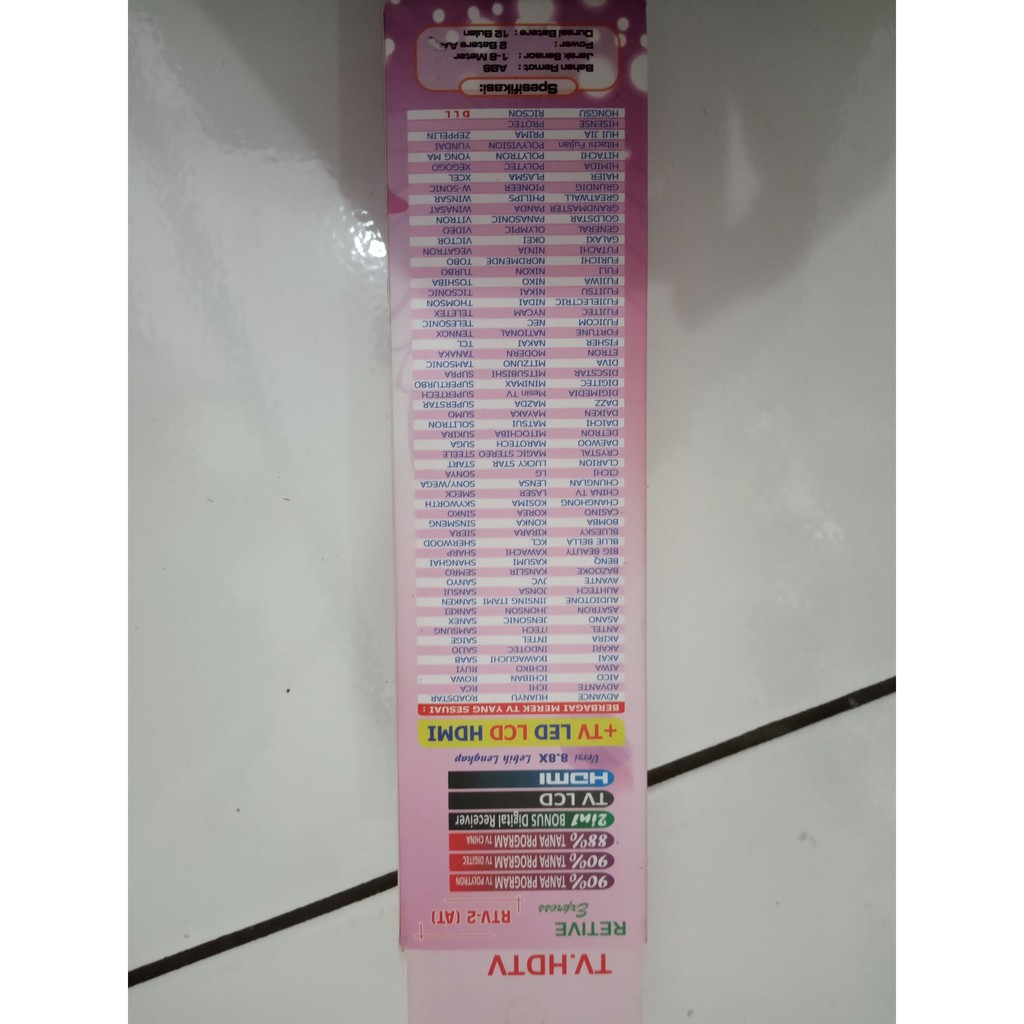 TV.HDTV
RETIVE
Express
RTV-2 (AT)
90% TANPA PROGRAM TV POLYTRON
90% TANPA PROGRAM TV DIGITEC
88% TANPA PROGRAM TV CHINA
2in1 BONUS Digital Receiver
TV LCD
HDMI
Versi 8.8X Lebih Lengkap
+TV LED LCD HDMI
BERBAGAI MEREK TV YANG SESUAI :
ADVANCE HUANYU ROADSTAR
ADVANTE ICHI RCA
AICO ICHIBAN ROWA
AIWA ICHIKO RUYI
AKAI IKAWAGUCHI SAAB
AKARI INDOTEC SAIJO
AKIRA INTEL SAIGE
ANTEL iTECH SAMSUNG
ASANO JENSONIC SANEX
ASATRON JHONSON SANKEI
AUDIOTONE JINSING ITAMI SANKEN
AUHTECH JONSA SANSUI
AVANTE JVC SANYO
BAZOOKE KANSLIR SEMRO
BENQ KASUMI SHANGHAI
BIG BEAUTY KAWACHI SHARP
BLUE BELLA KCL SHERWOOD
BLUESKY KIRARA SIERA
BOMBA KONKA SINSMENG
CASINO KOREA SINKO
CHANGHONG KOSIMA SKYWORTH
CHINA TV LASER SMECK
CHUNGLAN LENSA SONY/WEGA
CICHI LG SONYA
CLARION LUCKY STAR START
CRYSTAL MAGIC STEREO STEELE
DAEWOO MAROTECH SUGA
DETRON MITOCHIBA SUKIRA
DAICHI MATSUI SOLITRON
DAIKEN MAYAKA SUMO
DAZZ MAZDA SUPERSTAR
DIGIMEDIA Mesin TV SUPERTECH
DIGITEC MINIMAX SUPERTURBO
DISCSTAR MITSUBISHI SUPRA
DIVA MITZUNO TAMSONIC
ETRON MODERN TANAKA
FISHER NAKAI TCL
FORTUNE NATIONAL TENNOX
FUJICOM NEC TELESONIC
FUJITEC NYCAM TELETEX
FUJIELECTRIC NIDAI THOMSON
FUJITSU NIKAI TICSONIC
FUJIWA NIKO TOSHIBA
FULI NIKON TURBO
FURICHI NORDMENDE TOBO
FUTACHI NINJA VEGATRON
GALAXI OKEI VICTOR
GENERAL OLYMPIC VIDEO
GOLDSTAR PANASONIC VITRON
GRANDMASTER PANDA WINASAT
GREATWALL PHILIPS WINSAR
GRUNDIG PIONEER W-SONIC
HAIER PLASMA XCEL
HIMIDA POLYTEC XEGOGO
HITACHI POLYTRON YONG MA
Hitachi Fujian POLYVISION YUNDAI
HUI JIA PRIMA ZEPPELIN
HISENSE PROTEC
HONGSU RICSON D L L
Spesifikasi:
Bahan Remot : ABB
Jarak Sensor : 1-8 Meter
Power : 2 Batere AA
Durasi Batere : 12 Bulan